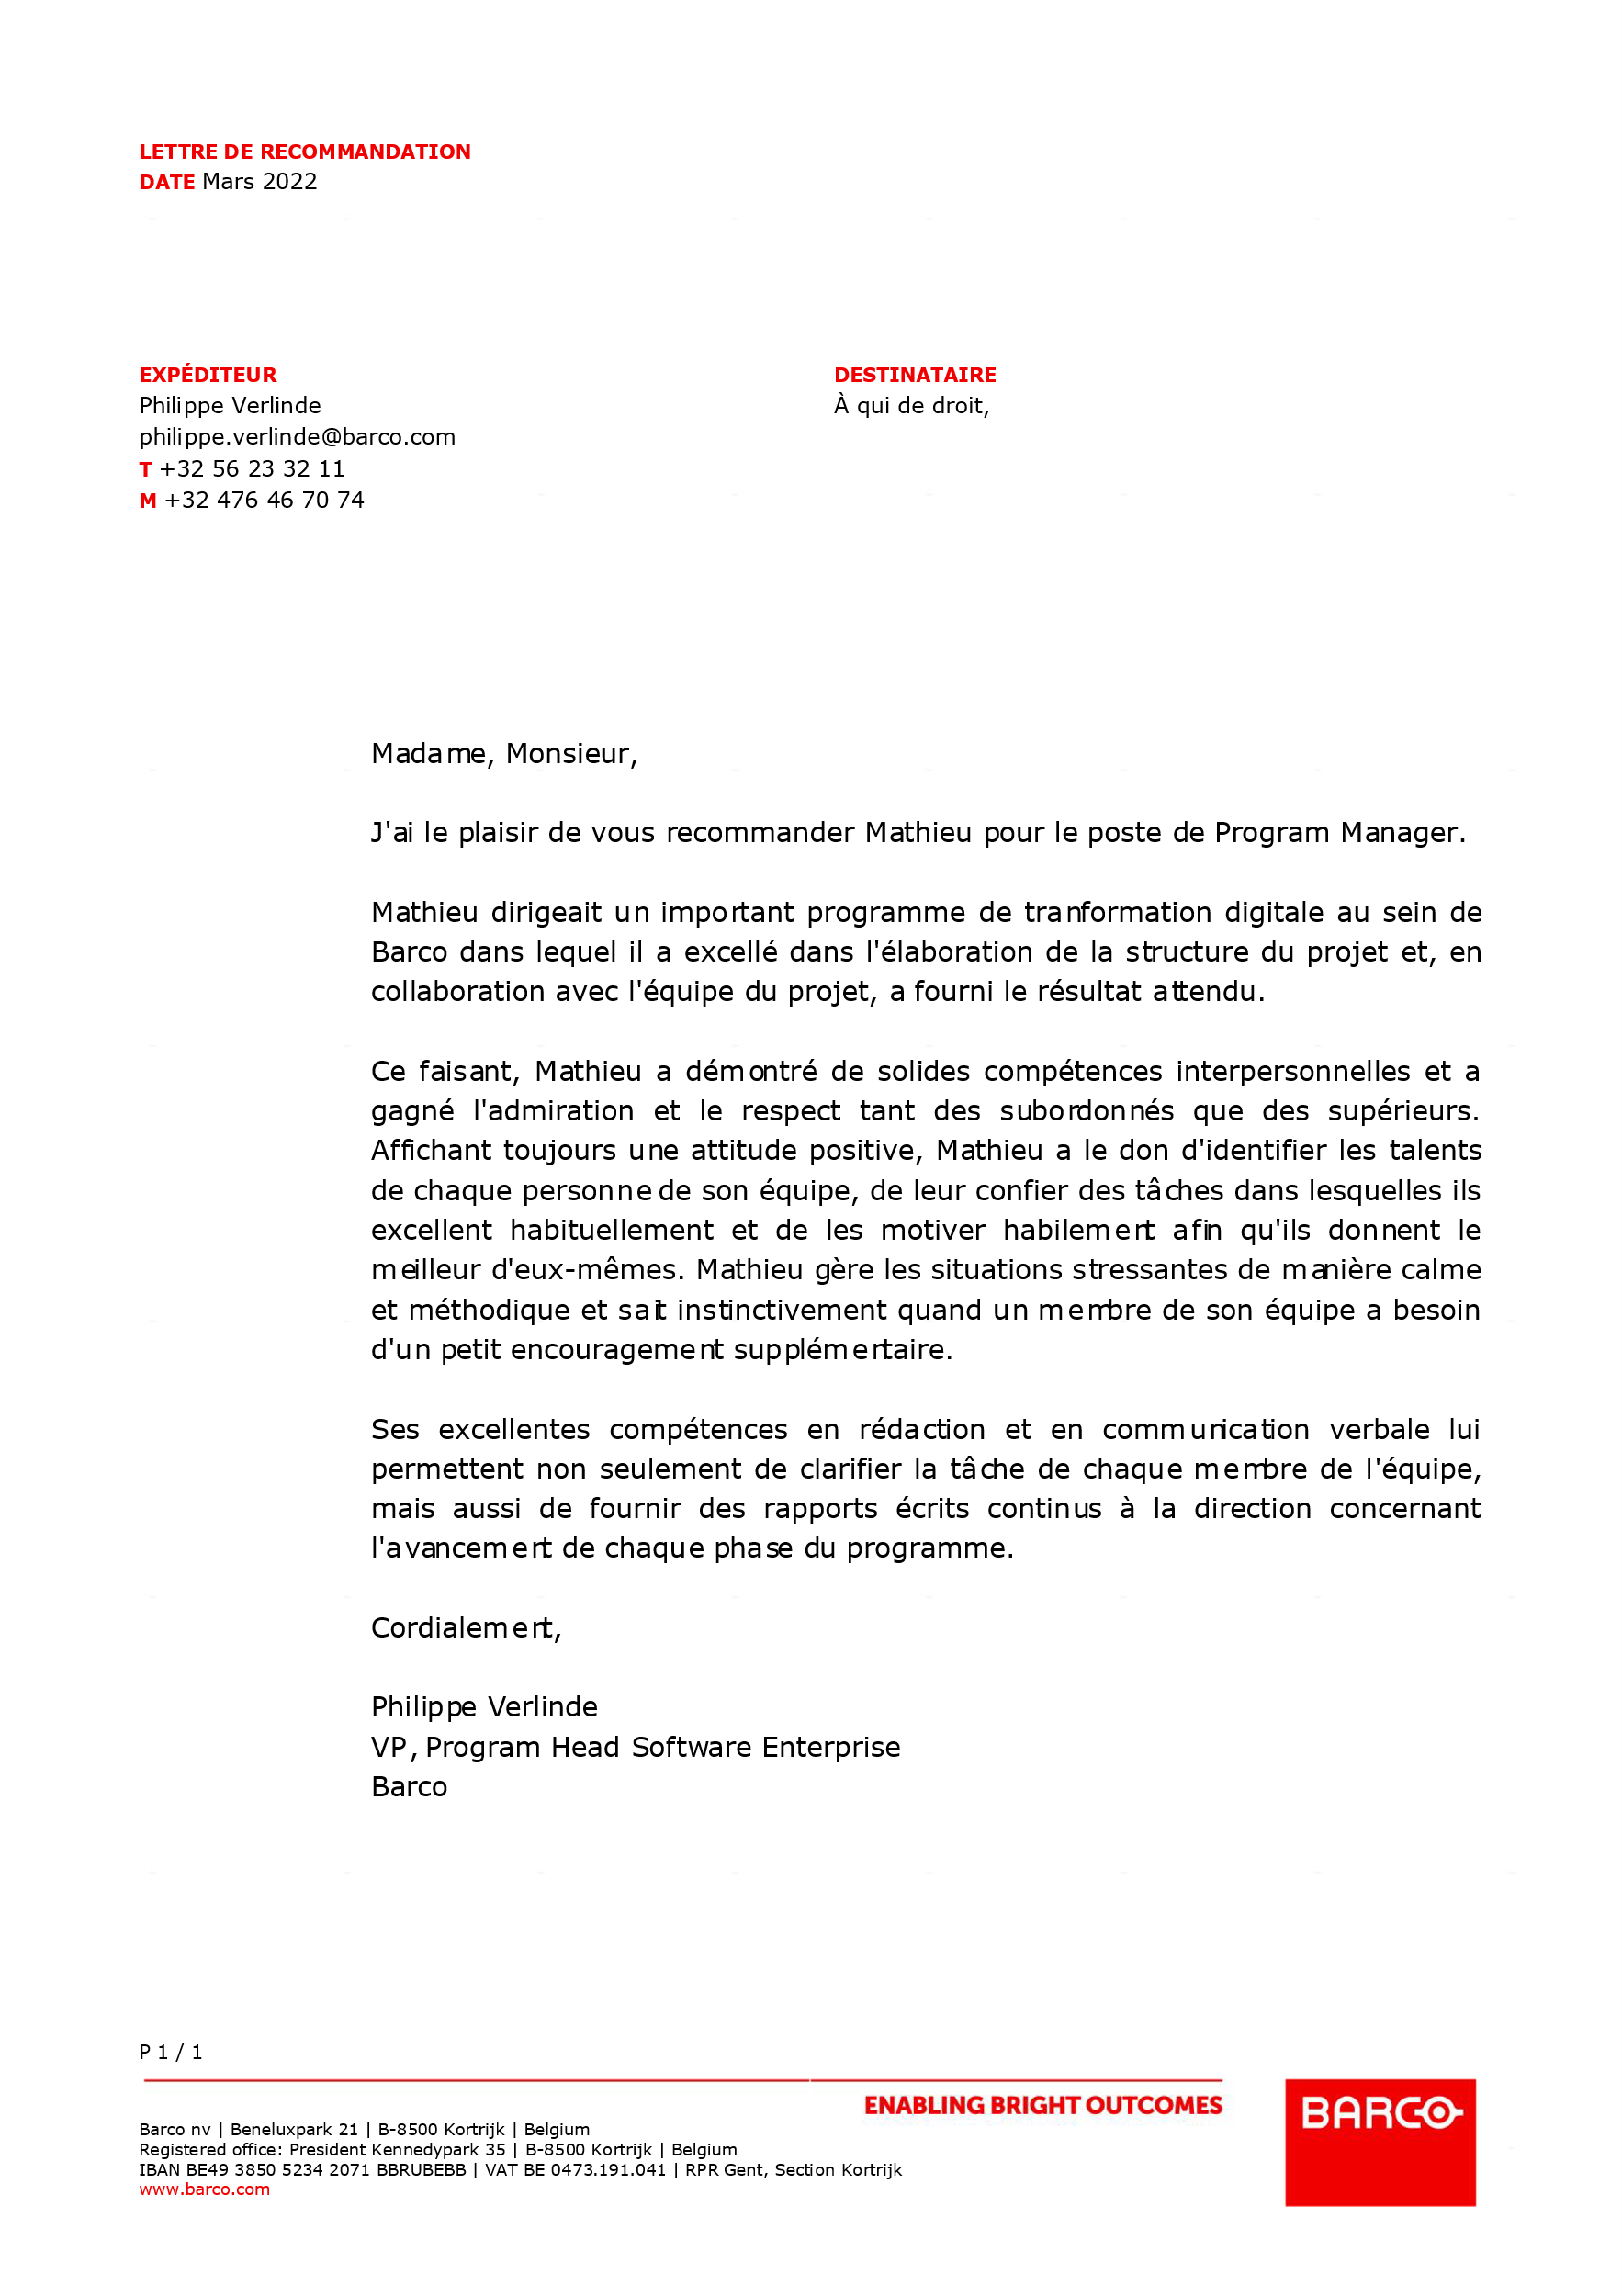 LETTRE DE RECOMMANDATION
DATE Mars 2022
EXPÉDITEUR
Philippe Verlinde
philippe.verlinde@barco.com
T +32 56 23 32 11
M +32 476 46 70 74
DESTINATAIRE
À qui de droit,
Madame, Monsieur,
J'ai le plaisir de vous recommander Mathieu pour le poste de Program Manager.
Mathieu dirigeait un important programme de tranformation digitale au sein de
Barco dans lequel il a excellé dans l'élaboration de la structure du projet et, en
collaboration avec l'équipe du projet, a fourni le résultat attendu.
Ce faisant, Mathieu a démontré de solides compétences interpersonnelles et a
gagné l'admiration et le respect tant des subordonnés que des supérieurs.
Affichant toujours une attitude positive, Mathieu a le don d'identifier les talents
de chaque personne de son équipe, de leur confier des tâches dans lesquelles ils
excellent habituellement et de les motiver habilement afin qu'ils donnent le
meilleur d'eux-mêmes. Mathieu gère les situations stressantes de manière calme
et méthodique et sait instinctivement quand un membre de son équipe a besoin
d'un petit encouragement supplémentaire.
Ses excellentes compétences en rédaction et en communication verbale lui
permettent non seulement de clarifier la tâche de chaque membre de l'équipe,
mais aussi de fournir des rapports écrits continus à la direction concernant
l'avancement de chaque phase du programme.
Cordialement,
Philippe Verlinde
VP, Program Head Software Enterprise
Barco
P 1 / 1
ENABLING BRIGHT OUTCOMES
BARCO
Barco nv | Beneluxpark 21 | B-8500 Kortrijk | Belgium
Registered office: President Kennedypark 35 | B-8500 Kortrijk | Belgium
IBAN BE49 3850 5234 2071 BBRUBEBB | VAT BE 0473.191.041 | RPR Gent, Section Kortrijk
www.barco.com